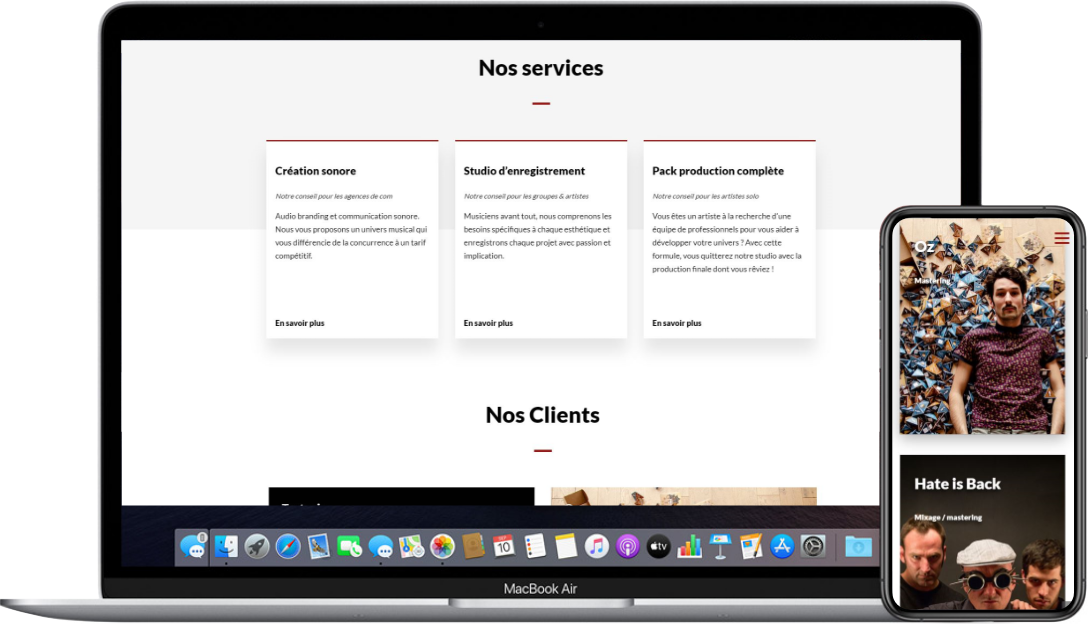 Nos services
Création sonore
Notre conseil pour les agences de com
Audio branding et communication sonore.
Nous vous proposons un univers musical qui
vous différencie de la concurrence à un tarif
compétitif.
En savoir plus
Studio d'enregistrement
Notre conseil pour les groupes & artistes
Musiciens avant tout, nous comprenons les
besoins spécifiques à chaque esthétique et
enregistrons chaque projet avec passion et
implication.
En savoir plus
Pack production complète
Notre conseil pour les artistes solo
Vous êtes un artiste à la recherche d'une
équipe de professionnels pour vous aider à
développer votre univers ? Avec cette
formule, vous quitterez notre studio avec la
production finale dont vous rêviez !
En savoir plus
Nos Clients
10
tv
MacBook Air
'Oz
Mastering
Hate is Back
Mixage / mastering